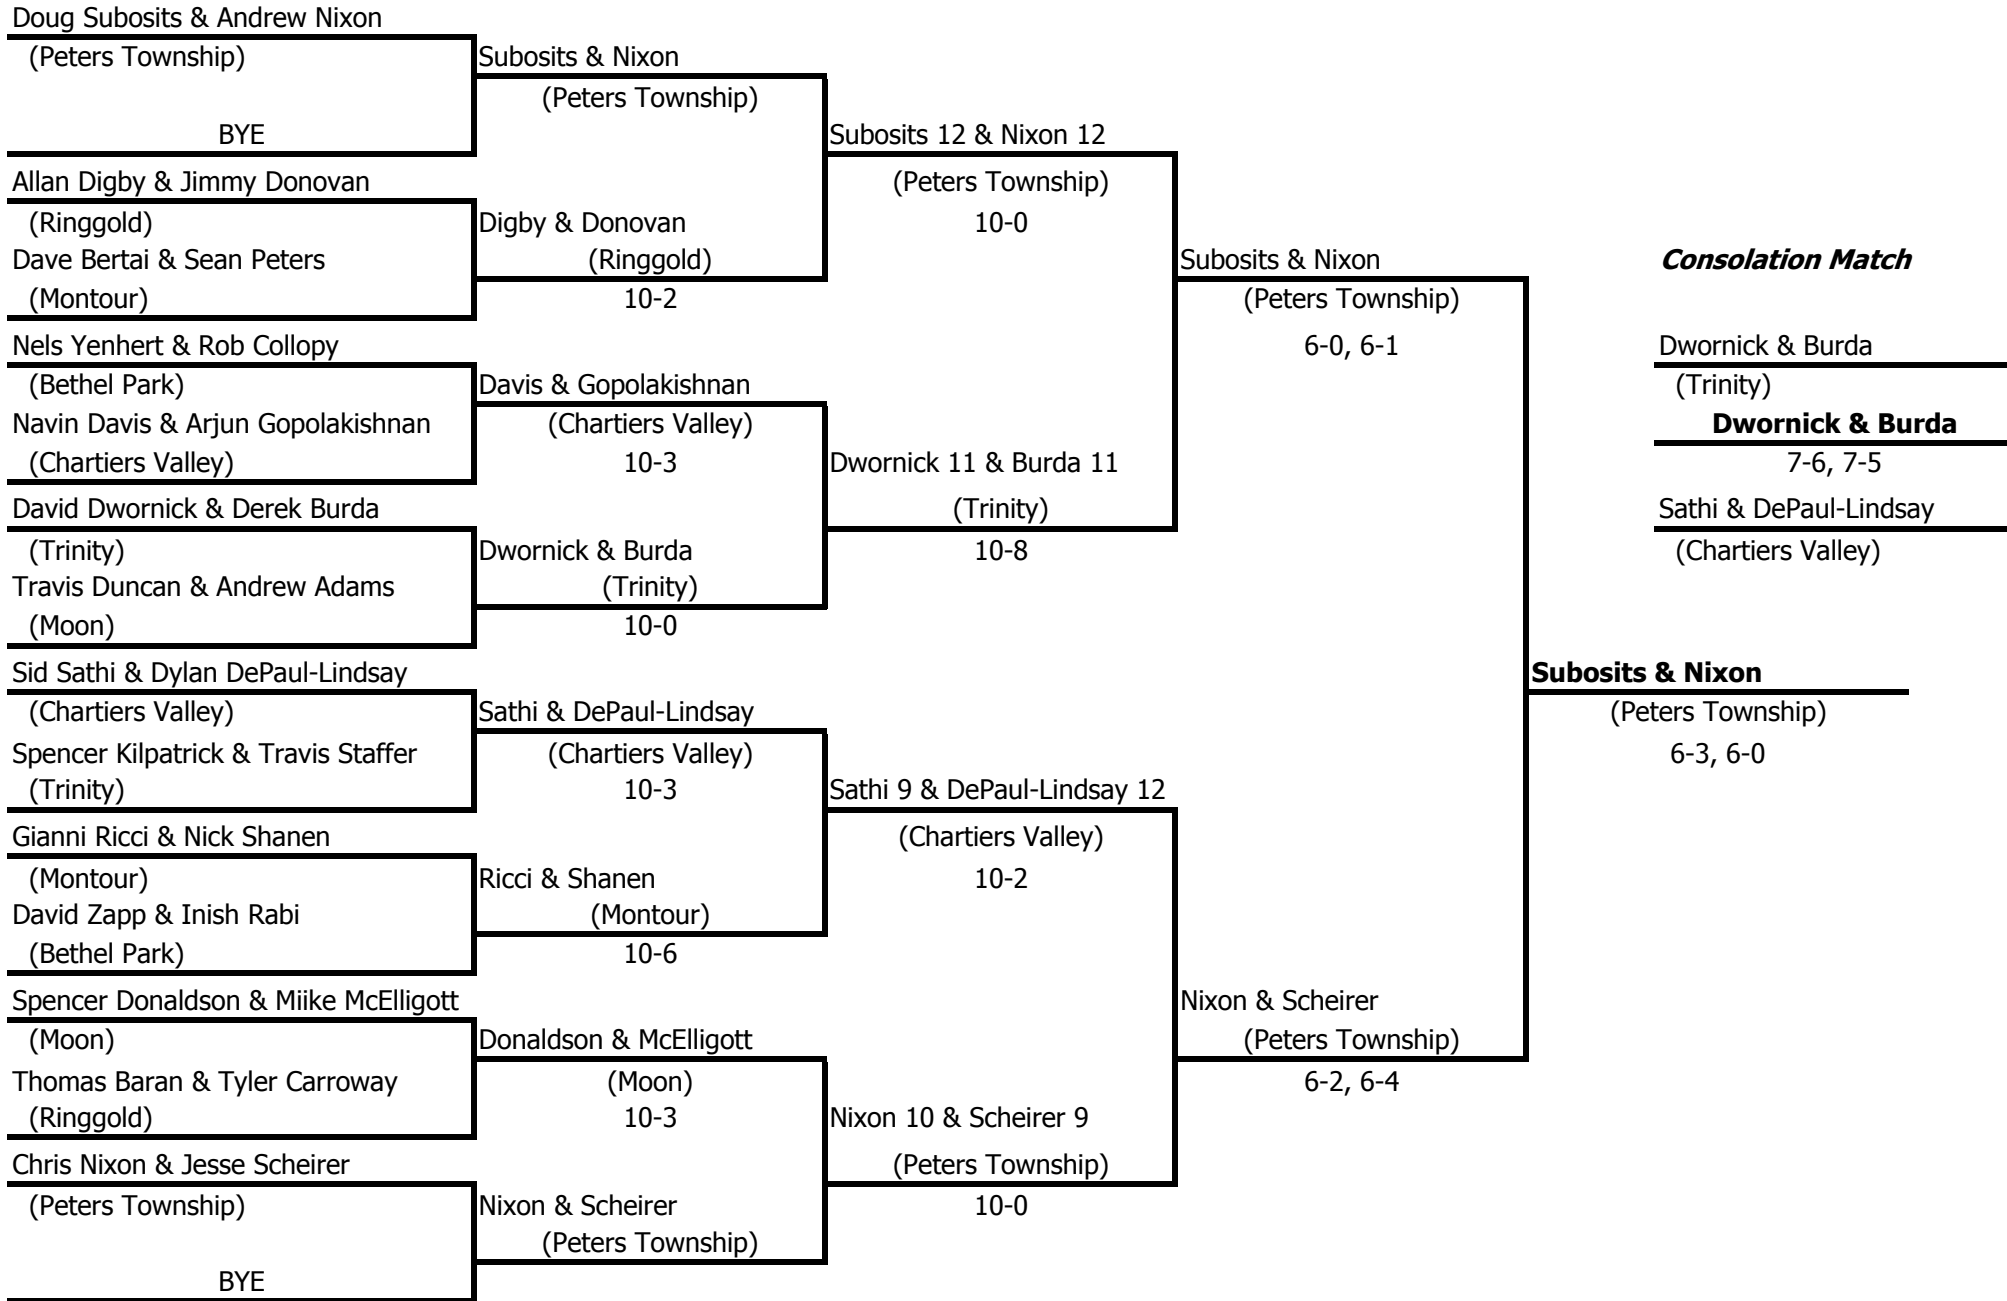 Doug Subosits & Andrew Nixon
(Peters Township)
BYE
Allan Digby & Jimmy Donovan
(Ringgold)
Dave Bertai & Sean Peters
(Montour)
Nels Yenhert & Rob Collopy
(Bethel Park)
Navin Davis & Arjun Gopolakishnan
(Chartiers Valley)
David Dwornick & Derek Burda
(Trinity)
Travis Duncan & Andrew Adams
(Moon)
Sid Sathi & Dylan DePaul-Lindsay
(Chartiers Valley)
Spencer Kilpatrick & Travis Staffer
(Trinity)
Gianni Ricci & Nick Shanen
(Montour)
David Zapp & Inish Rabi
(Bethel Park)
Spencer Donaldson & Miike McElligott
(Moon)
Thomas Baran & Tyler Carroway
(Ringgold)
Chris Nixon & Jesse Scheirer
(Peters Township)
BYE
Subosits & Nixon
(Peters Township)
Digby & Donovan
(Ringgold)
10-2
Davis & Gopolakishnan
(Chartiers Valley)
10-3
Dwornick & Burda
(Trinity)
10-0
Sathi & DePaul-Lindsay
(Chartiers Valley)
10-3
Ricci & Shanen
(Montour)
10-6
Donaldson & McElligott
(Moon)
10-3
Nixon & Scheirer
(Peters Township)
Subosits 12 & Nixon 12
(Peters Township)
10-0
Dwornick 11 & Burda 11
(Trinity)
10-8
Sathi 9 & DePaul-Lindsay 12
(Chartiers Valley)
10-2
Nixon 10 & Scheirer 9
(Peters Township)
10-0
Subosits & Nixon
(Peters Township)
6-0, 6-1
Nixon & Scheirer
(Peters Township)
6-2, 6-4
Subosits & Nixon
(Peters Township)
6-3, 6-0
Consolation Match
Dwornick & Burda
(Trinity)
Dwornick & Burda
7-6, 7-5
Sathi & DePaul-Lindsay
(Chartiers Valley)